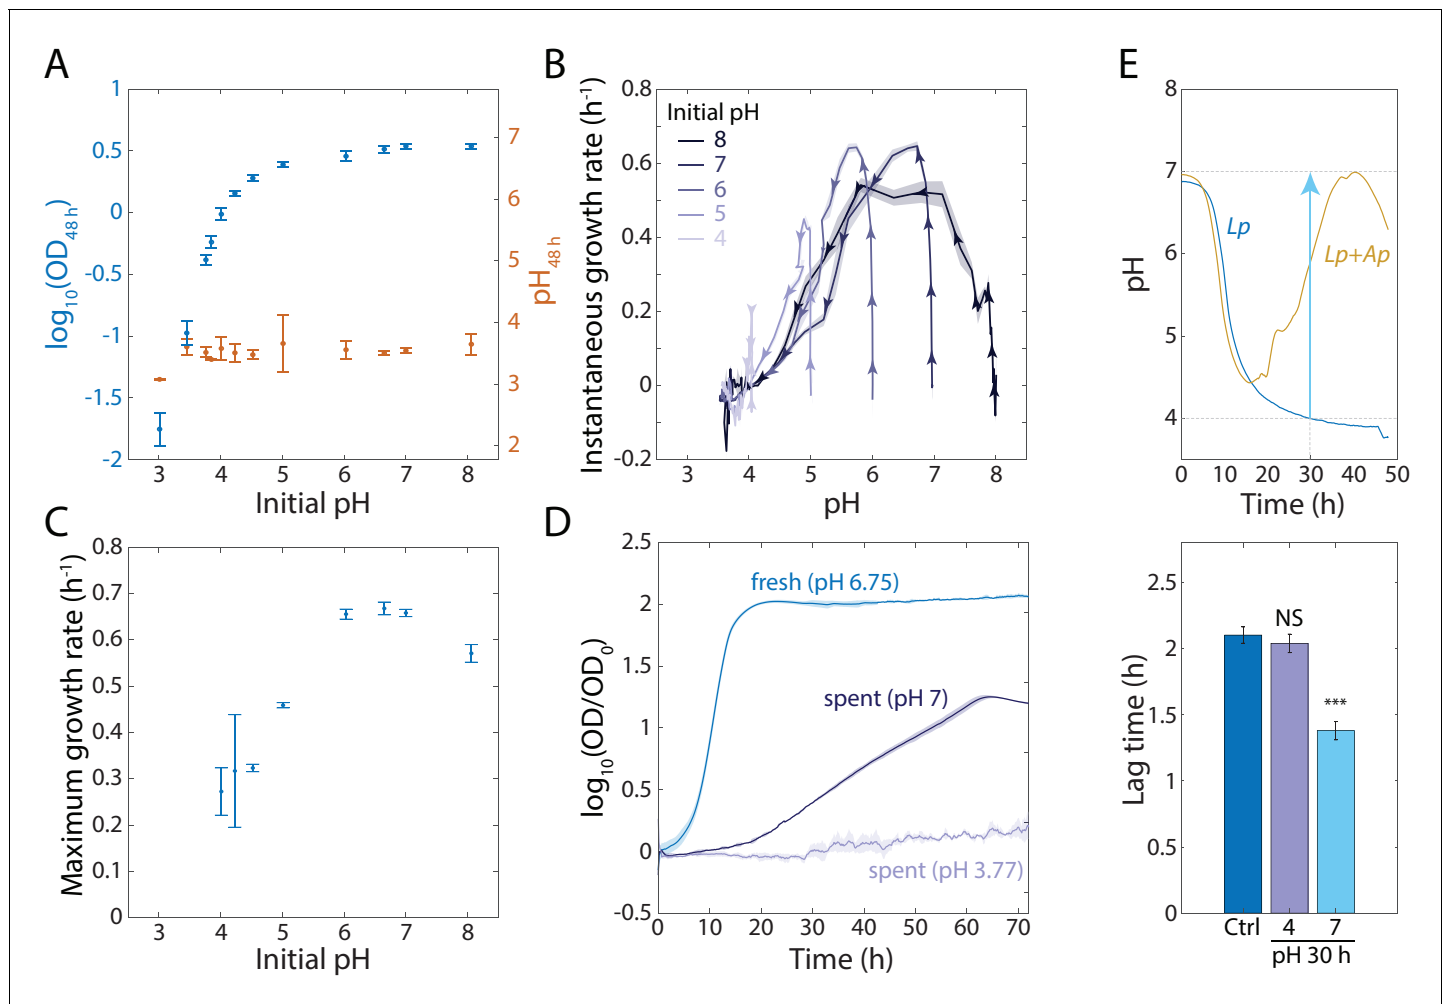 A
1
0.5
0
-0.5
-1
-1.5
-2
log10(OD48 h)
7
6
5
4
3
2
pH48 h
3 4 5 6 7 8
Initial pH
B
0.8
0.6
0.4
0.2
0
-0.2
Instantaneous growth rate (h-1)
Initial pH
8
7
6
5
4
3 4 5 6 7 8
pH
C
0.8
0.7
0.6
0.5
0.4
0.3
0.2
0.1
0
Maximum growth rate (h-1)
3 4 5 6 7 8
Initial pH
D
2.5
2
1.5
1
0.5
0
-0.5
log10(OD/OD0)
fresh (pH 6.75)
spent (pH 7)
spent (pH 3.77)
0 10 20 30 40 50 60 70
Time (h)
E
8
7
6
5
4
pH
Lp
Lp+Ap
0 10 20 30 40 50
Time (h)
2.5
2
1.5
1
0.5
0
Lag time (h)
NS
***
Ctrl 4 7
pH 30 h